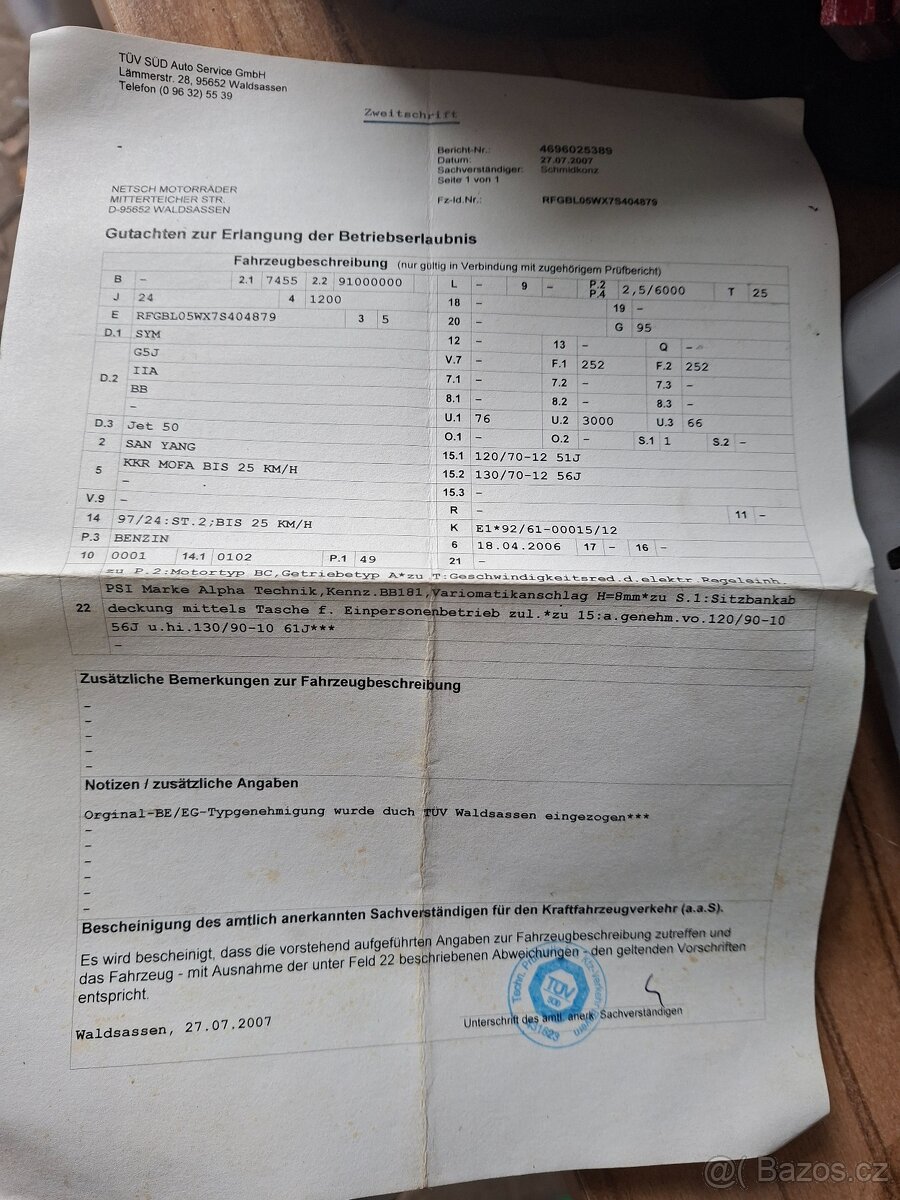 TÜV SÜD Auto Service GmbH
Lämmerstr. 28, 95652 Waldsassen
Telefon (0 96 32) 55 39
Zweitschrift
-
Bericht-Nr.: 4696025389
Datum: 27.07.2007
Sachverständiger: Schmidkonz
Seite 1 von 1
NETSCH MOTORRÄDER
MITTERTEICHER STR.
D-95652 WALDSASSEN
Fz-Id.Nr.: RFGBL05WX7S404879
Gutachten zur Erlangung der Betriebserlaubnis
Fahrzeugbeschreibung (nur gültig in Verbindung mit zugehörigem Prüfbericht)
B - 2.1 7455 2.2 91000000
J 24 4 1200
E RFGBL05WX7S404879 3 5
D.1 SYM
D.2 G5J
IIA
BB
-
D.3 Jet 50
2 SAN YANG
5 KKR MOFA BIS 25 KM/H
-
V.9 -
14 97/24:ST.2;BIS 25 KM/H
P.3 BENZIN
10 0001 14.1 0102 P.1 49
L - 9 - P.2 P.4 2,5/6000 T 25
18 - 19 -
20 - G 95
12 - 13 - Q -
V.7 - F.1 252 F.2 252
7.1 - 7.2 - 7.3 -
8.1 - 8.2 - 8.3 -
U.1 76 U.2 3000 U.3 66
O.1 - O.2 - S.1 1 S.2 -
15.1 120/70-12 51J
15.2 130/70-12 56J
15.3 -
R - 11 -
K E1*92/61-00015/12
6 18.04.2006 17 - 16 -
21 -
zu P.2:Motortyp BC,Getriebetyp A*zu T:Geschwindigkeitsred.d.elektr.Regeleinh.
PSI Marke Alpha Technik,Kennz.BB181,Variomatikanschlag H=8mm*zu S.1:Sitzbankab
22 deckung mittels Tasche f. Einpersonenbetrieb zul.*zu 15:a.genehm.vo.120/90-10
56J u.hi.130/90-10 61J***
-
Zusätzliche Bemerkungen zur Fahrzeugbeschreibung
-
-
-
-
-
Notizen / zusätzliche Angaben
Orginal-BE/EG-Typgenehmigung wurde duch TÜV Waldsassen eingezogen***
-
-
-
-
-
-
Bescheinigung des amtlich anerkannten Sachverständigen für den Kraftfahrzeugverkehr (a.a.S).
Es wird bescheinigt, dass die vorstehend aufgeführten Angaben zur Fahrzeugbeschreibung zutreffen und
das Fahrzeug - mit Ausnahme der unter Feld 22 beschriebenen Abweichungen - den geltenden Vorschriften
entspricht.
Waldsassen, 27.07.2007
TÜV
SÜD
Unterschrift des amtl. anerk. Sachverständigen
@( Bazos.cz